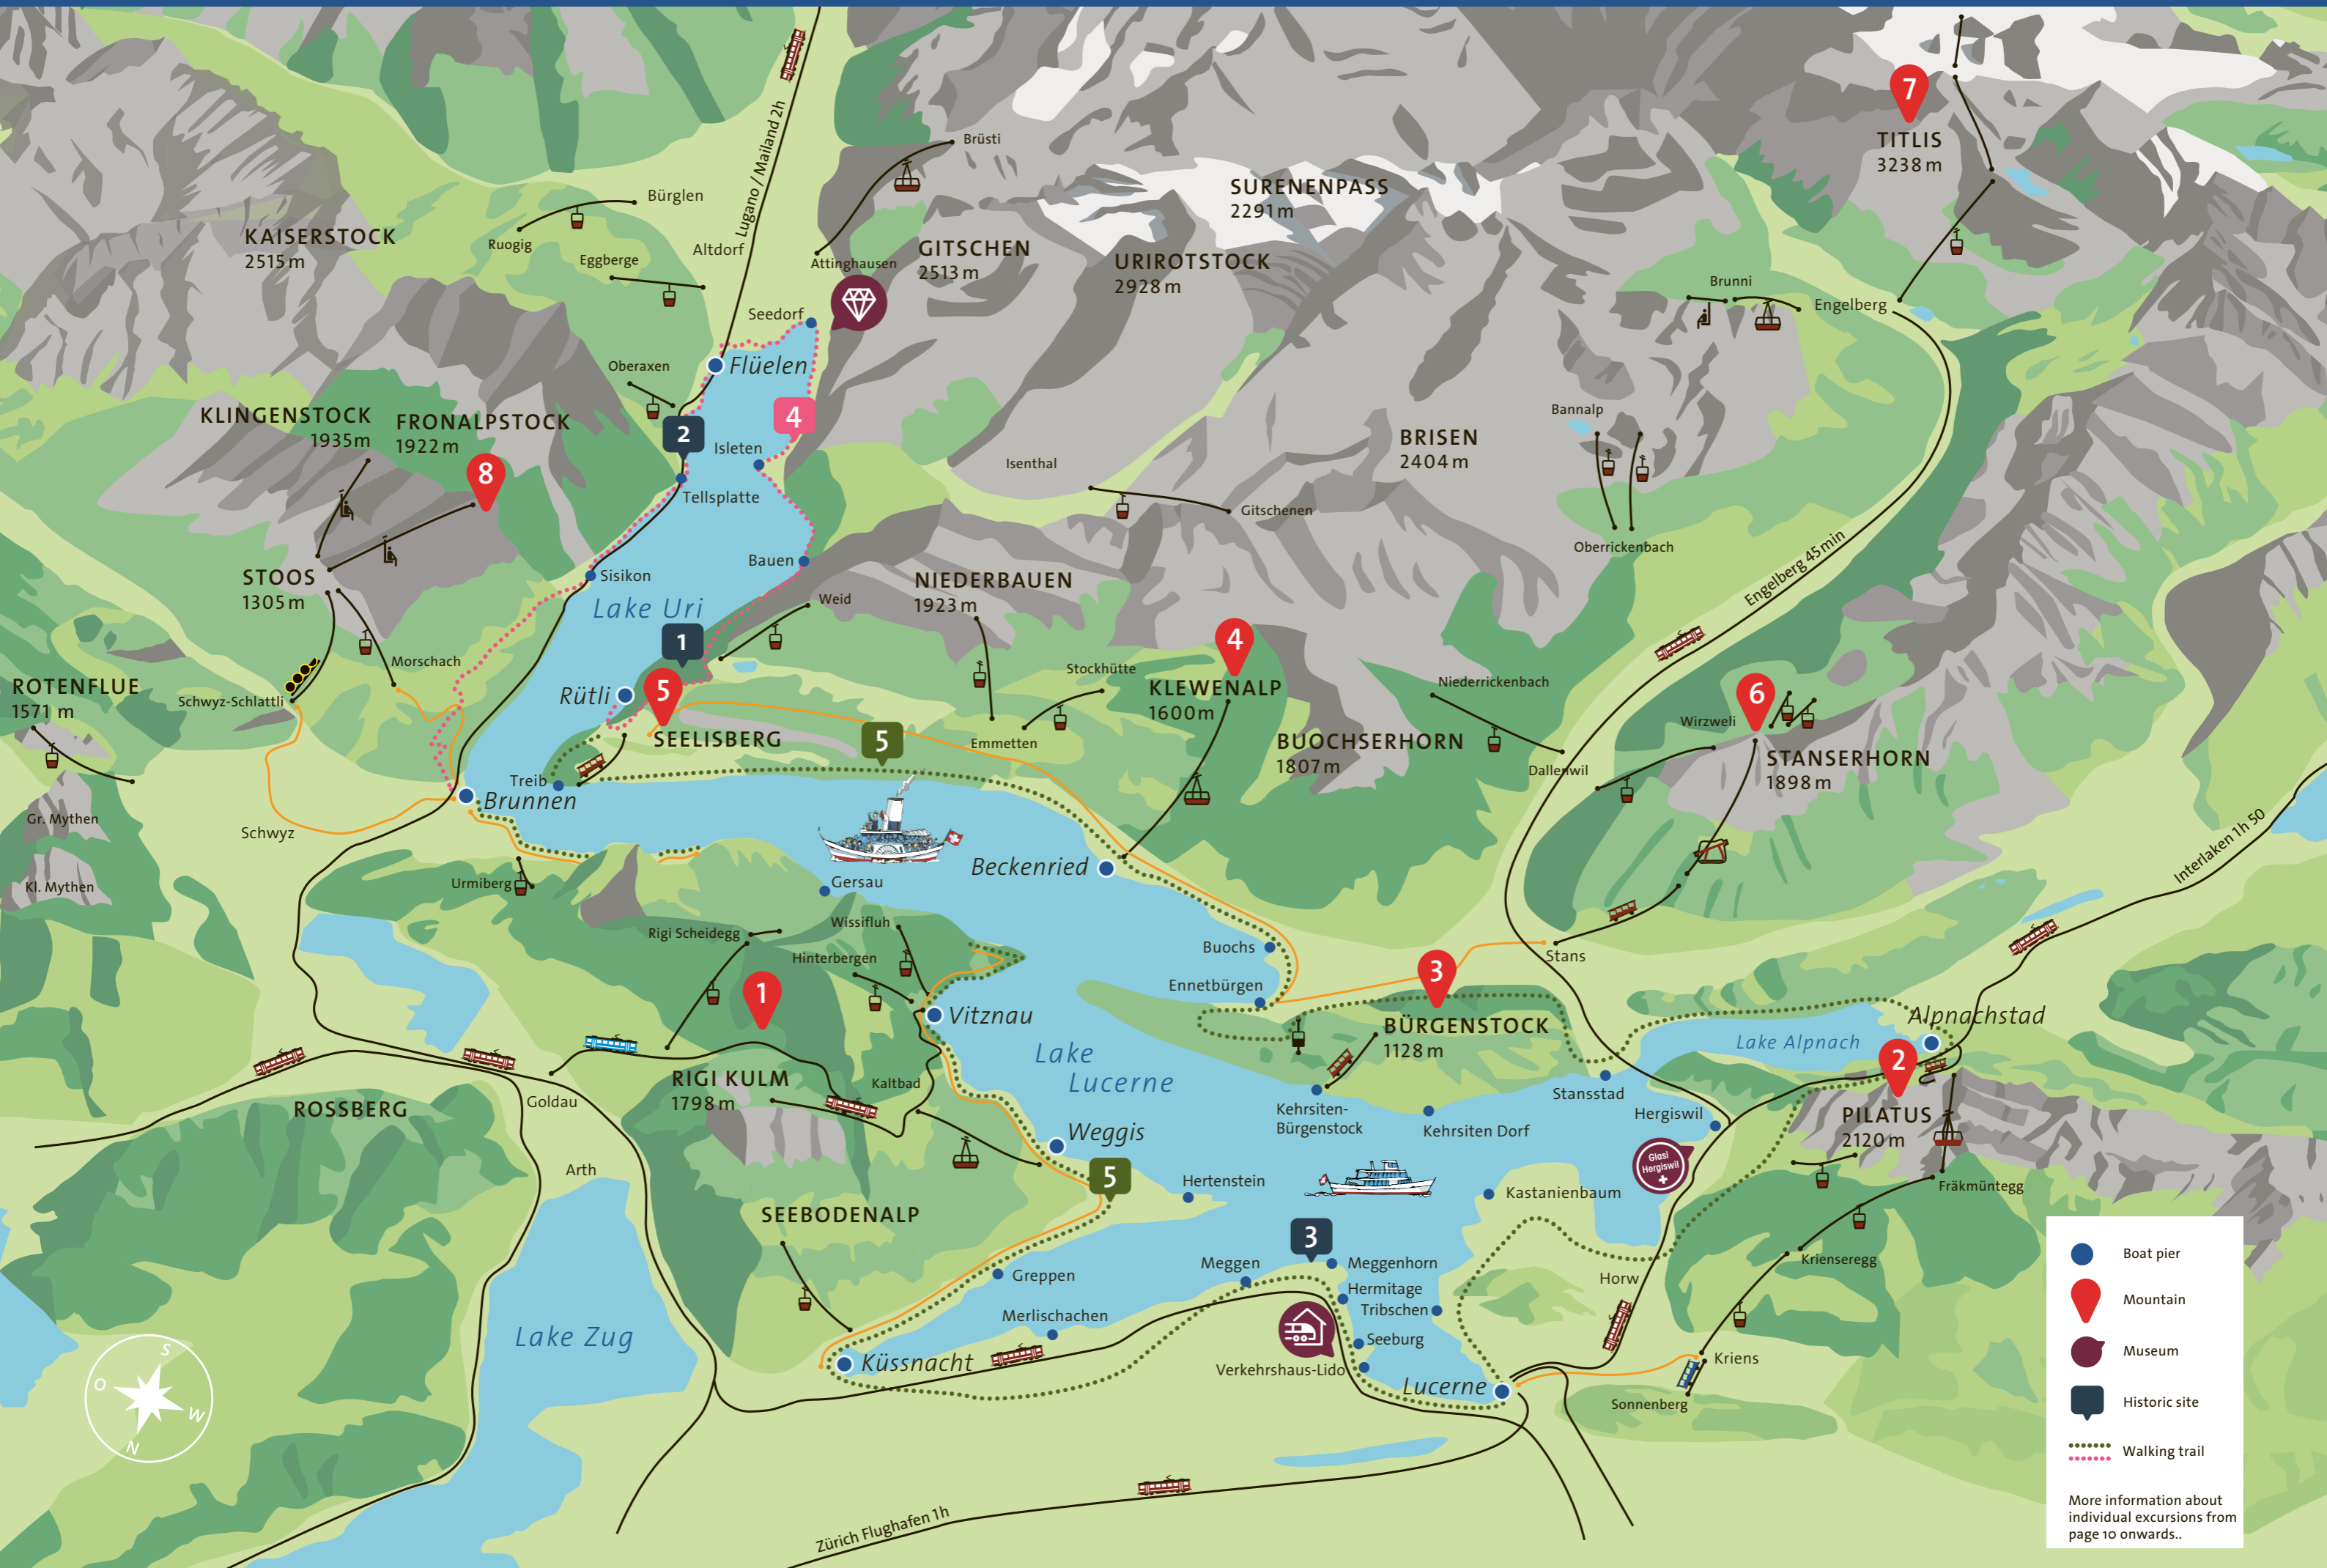 7
TITLIS
3238 m
Lugano / Mailand 2h
Brüsti
Bürglen
Ruogig
SURENENPASS
2291 m
KAISERSTOCK
2515 m
Altdorf
Eggberge
Attinghausen
GITSCHEN
2513 m
URIROTSTOCK
2928 m
Brunni
Engelberg
Seedorf
Flüelen
Oberaxen
KLINGENSTOCK
1935m
FRONALPSTOCK
1922 m
8
2
4
Isleten
Tellsplatte
Isenthal
Gitschenen
BRISEN
2404 m
Bannalp
Oberrickenbach
Engelberg 45min
Bauen
Sisikon
Lake Uri
STOOS
1305 m
NIEDERBAUEN
1923 m
Weid
1
4
Morschach
Stockhütte
KLEWENALP
1600 m
Niederrickenbach
6
Wirzweli
ROTENFLUE
1571 m
Schwyz-Schlattli
Rütli
5
SEELISBERG
5
Emmetten
BUOCHSERHORN
1807 m
Dallenwil
STANSERHORN
1898 m
Treib
Brunnen
Gr. Mythen
Schwyz
Kl. Mythen
Interlaken 1h 50
Beckenried
Urmiberg
Gersau
Wissifluh
Rigi Scheidegg
Hinterbergen
Buochs
Stans
Ennetbürgen
3
1
Vitznau
BÜRGENSTOCK
1128 m
Alpnachstad
Lake Alpnach
2
Lake
Lucerne
RIGI KULM
1798 m
Kaltbad
Goldau
ROSSBERG
Kehrsiten-
Bürgenstock
Kehrsiten Dorf
Stansstad
Hergiswil
PILATUS
2120 m
Weggis
Glasi
Hergiswil
Arth
5
Hertenstein
Kastanienbaum
Fräkmüntegg
SEEBODENALP
3
Meggen
Meggenhorn
Krienseregg
Greppen
Hermitage
Horw
Tribschen
Merlischachen
Seeburg
Lake Zug
Küssnacht
Verkehrshaus-Lido
Kriens
Lucerne
Sonnenberg
S
O
W
N
Zürich Flughafen 1h
Boat pier
Mountain
Museum
Historic site
Walking trail
More information about
individual excursions from
page 10 onwards..